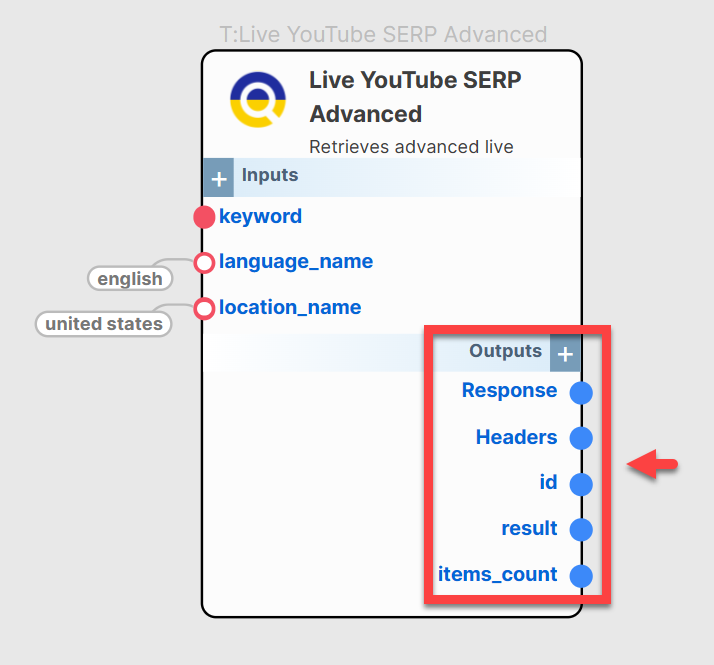 T:Live YouTube SERP Advanced
Live YouTube SERP
Advanced
Retrieves advanced live
+ Inputs
keyword
language_name
english
location_name
united states
Outputs +
Response
Headers
id
result
items_count